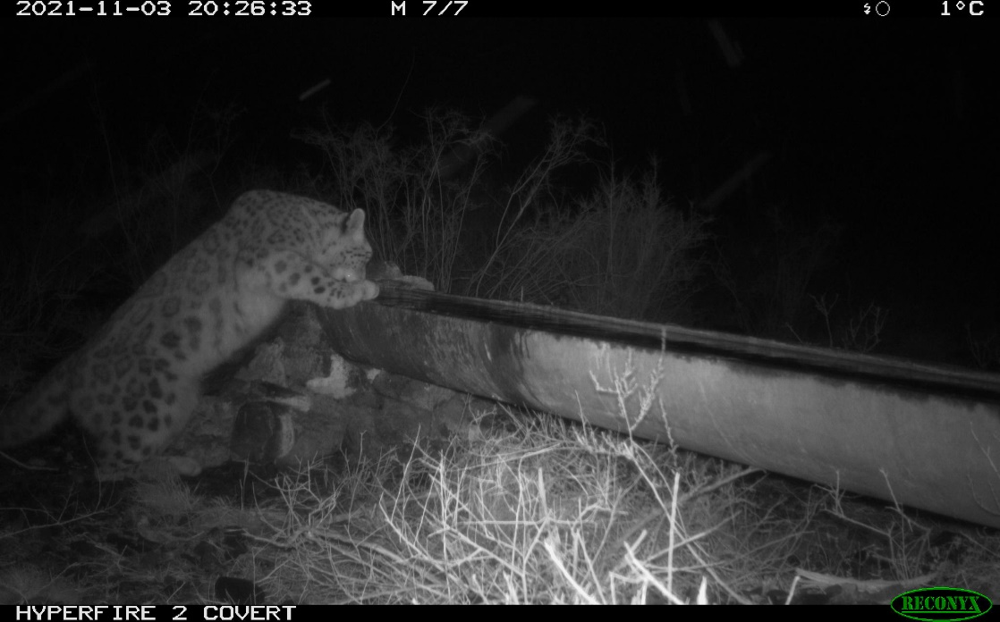 2021-11-03 20:26:33 M 7/7 1°C
HYPERFIRE 2 COVERT
RECONYX